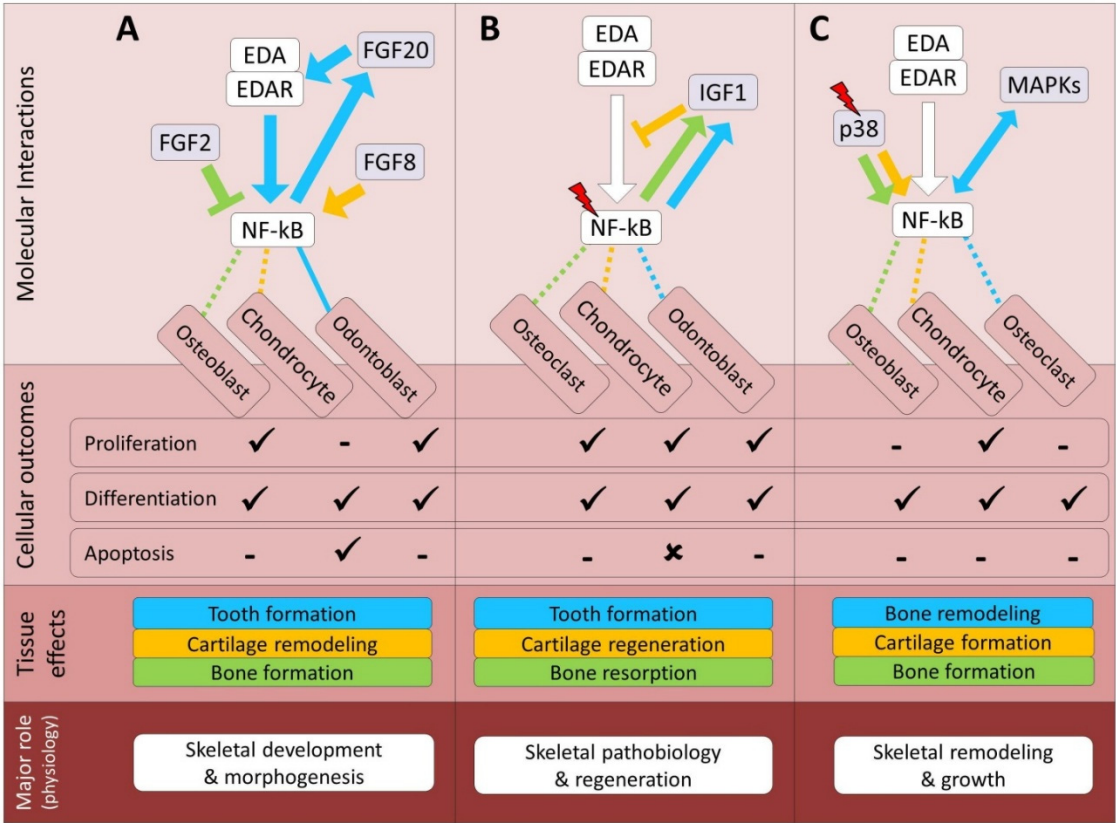 A
EDA
EDAR
FGF20
FGF2
FGF8
NF-kB
Osteoblast
Chondrocyte
Odontoblast
B
EDA
EDAR
IGF1
NF-kB
Osteoclast
Chondrocyte
Odontoblast
C
EDA
EDAR
p38
MAPKs
NF-kB
Osteoblast
Chondrocyte
Osteoclast
Molecular Interactions
Cellular outcomes
Proliferation ✓ - ✓ ✓ ✓ ✓ - ✓ -
Differentiation ✓ ✓ ✓ ✓ ✓ ✓ ✓ ✓ ✓
Apoptosis - ✓ - - ✘ - - - -
Tissue
effects
Tooth formation
Cartilage remodeling
Bone formation
Tooth formation
Cartilage regeneration
Bone resorption
Bone remodeling
Cartilage formation
Bone formation
Major role
(physiology)
Skeletal development
& morphogenesis
Skeletal pathobiology
& regeneration
Skeletal remodeling
& growth